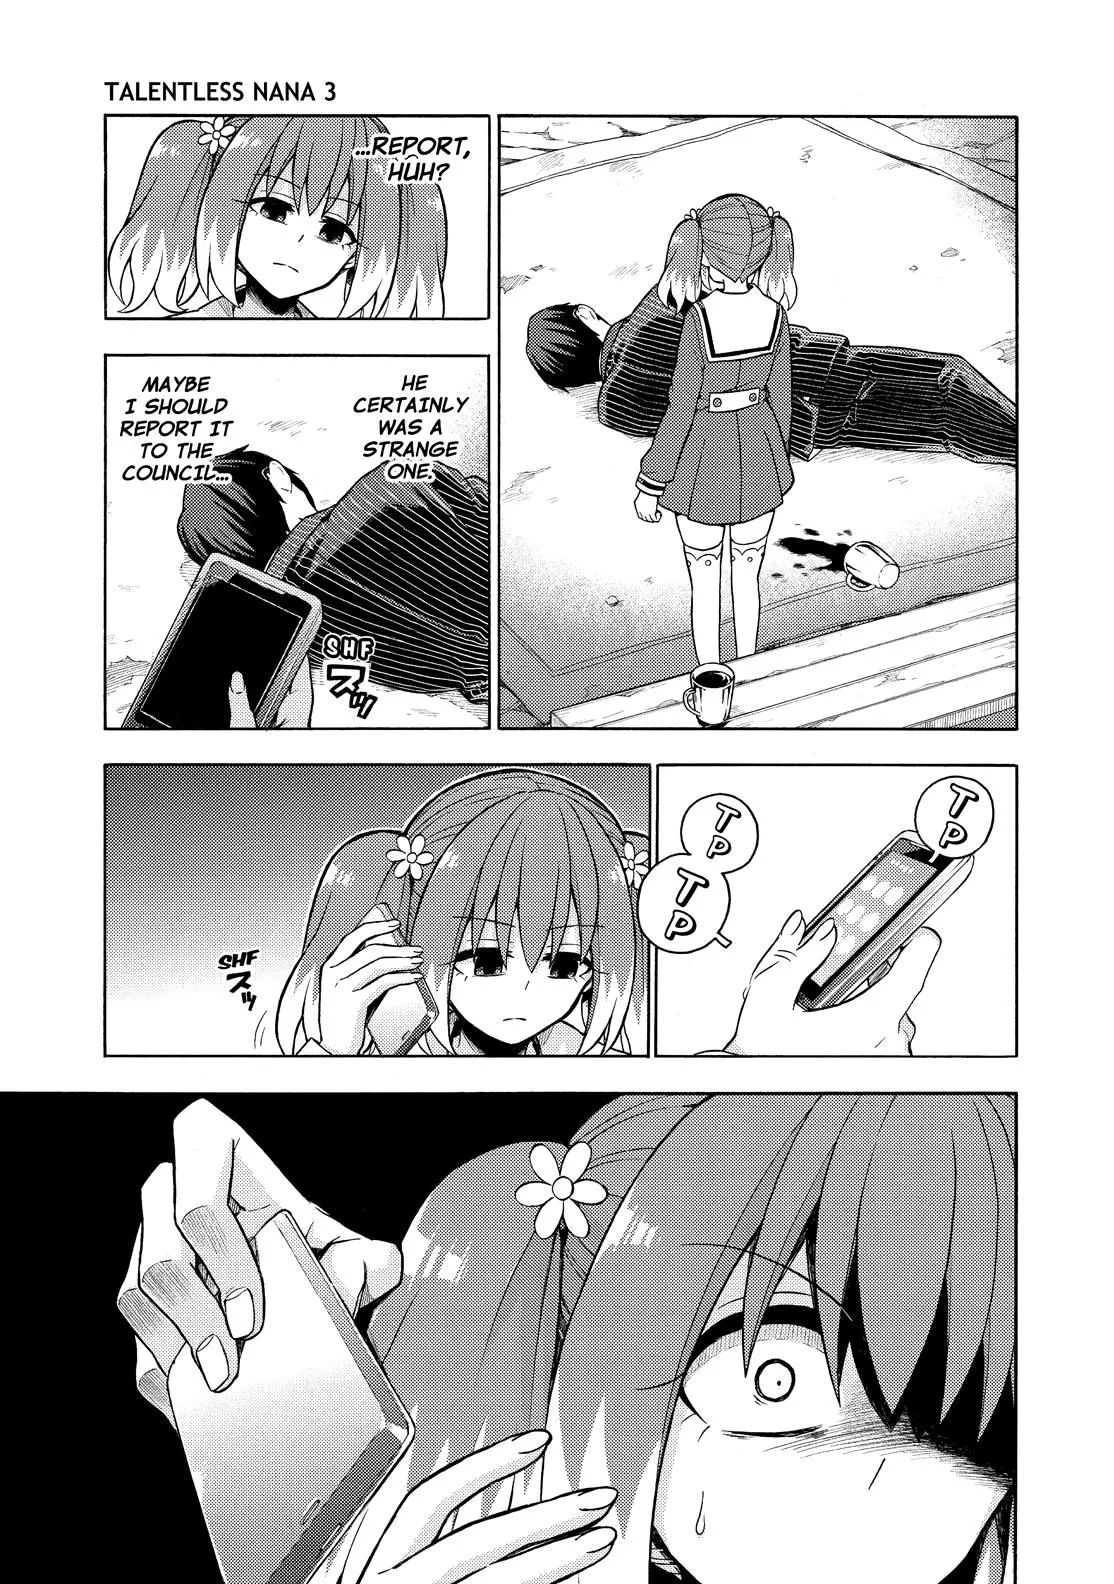 TALENTLESS NANA 3
...REPORT,
HUH?
HE
CERTAINLY
WAS A
STRANGE
ONE.
MAYBE
I SHOULD
REPORT IT
TO THE
COUNCIL...
SHF
スッ
TP
TP
TP
SHF
スッ